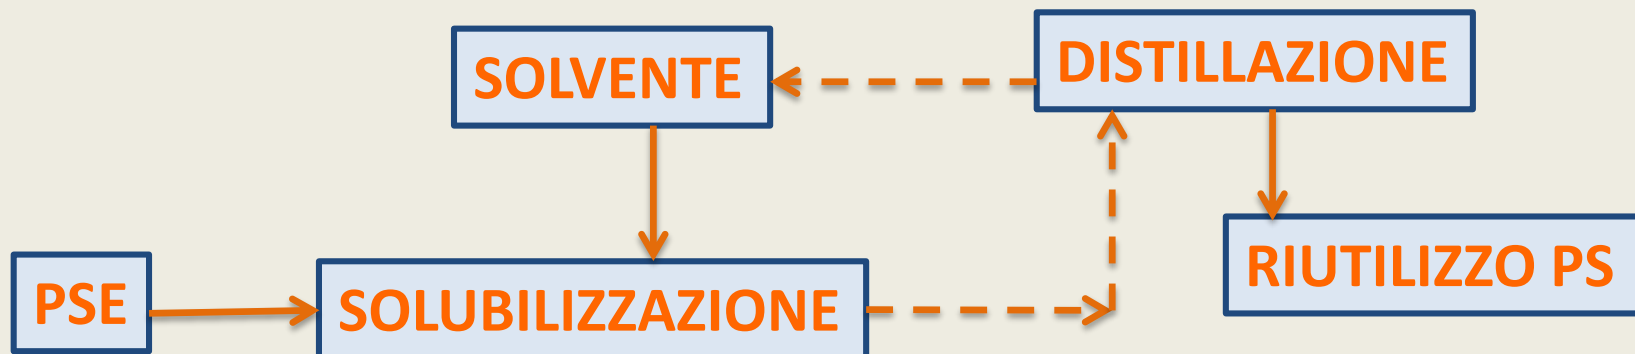 SOLVENTE
DISTILLAZIONE
PSE
SOLUBILIZZAZIONE
RIUTILIZZO PS